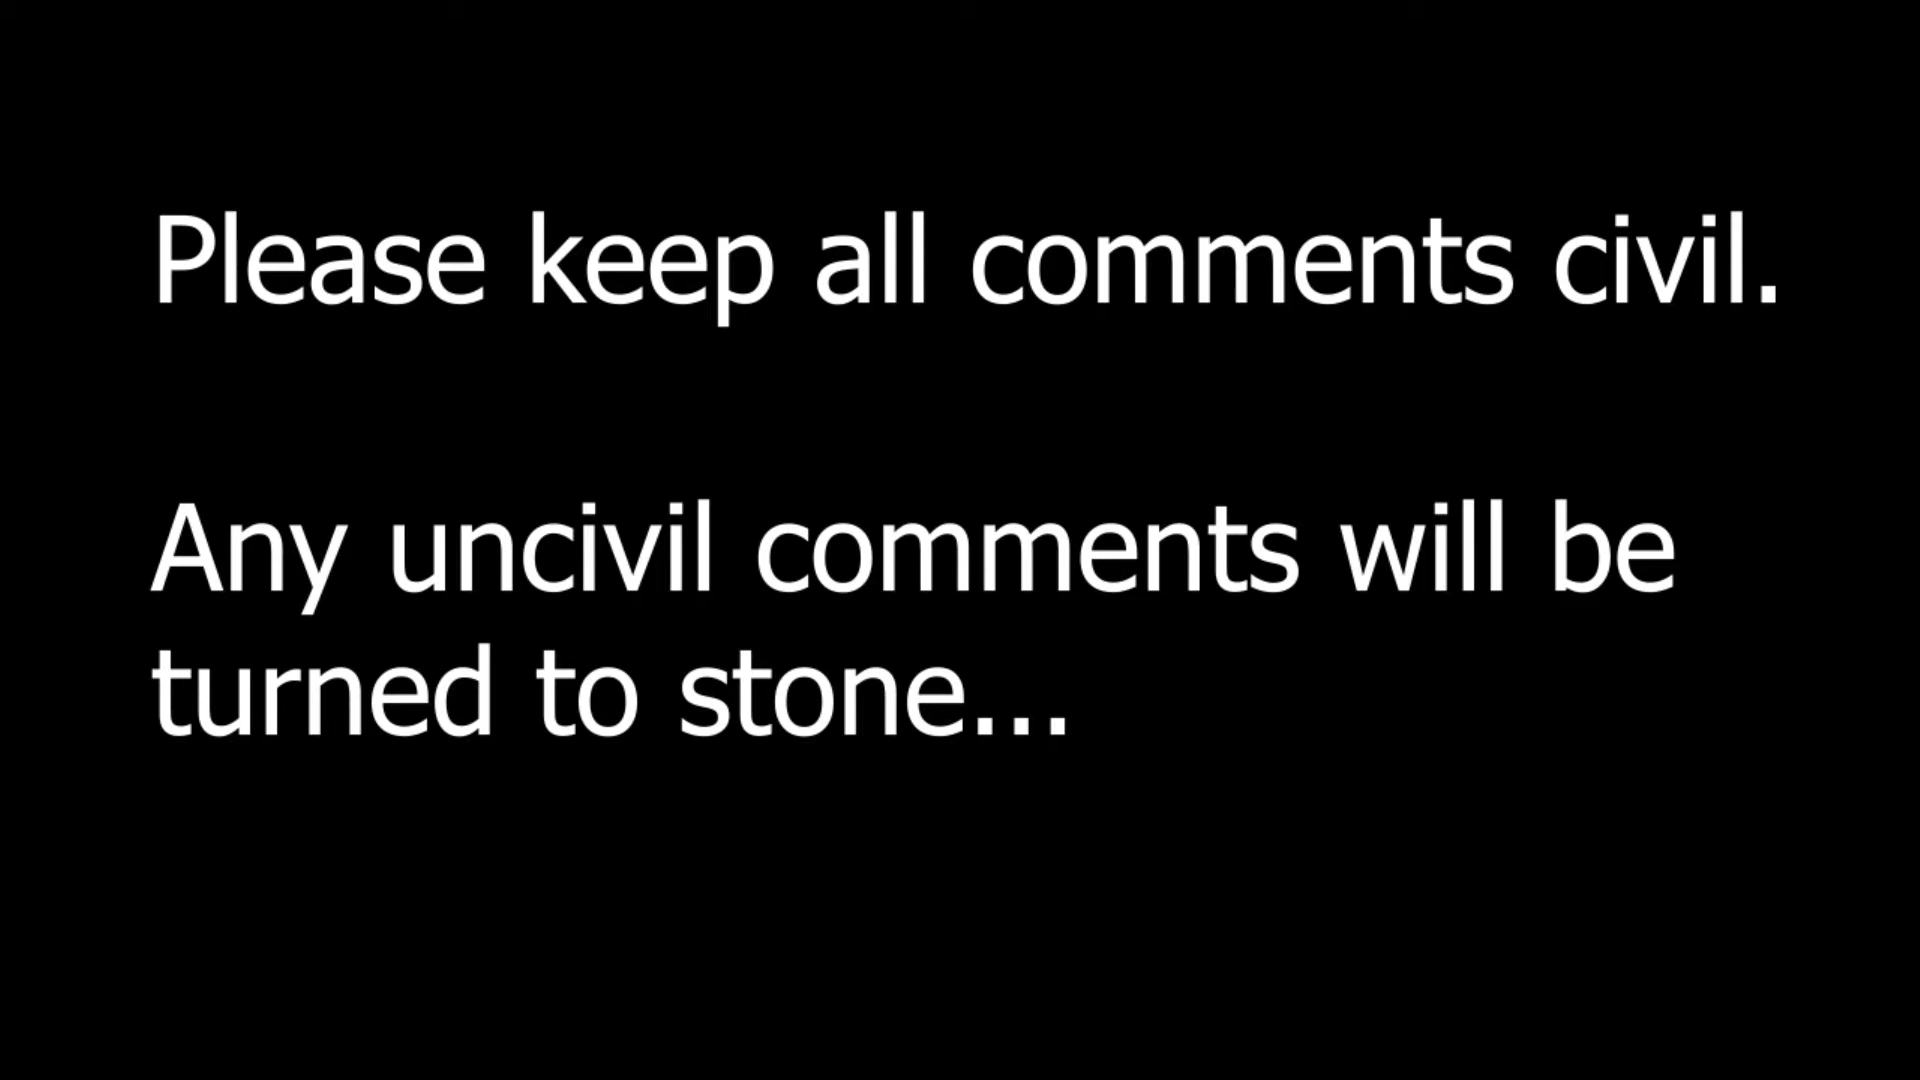 Please keep all comments civil.
Any uncivil comments will be
turned to stone...